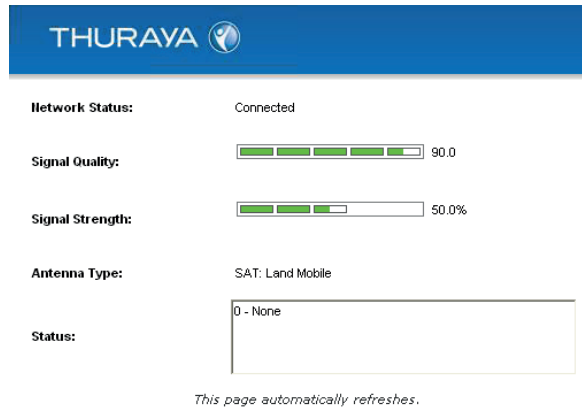 THURAYA
Network Status: Connected
Signal Quality: 90.0
Signal Strength: 50.0%
Antenna Type: SAT: Land Mobile
Status: 0 - None
This page automatically refreshes.